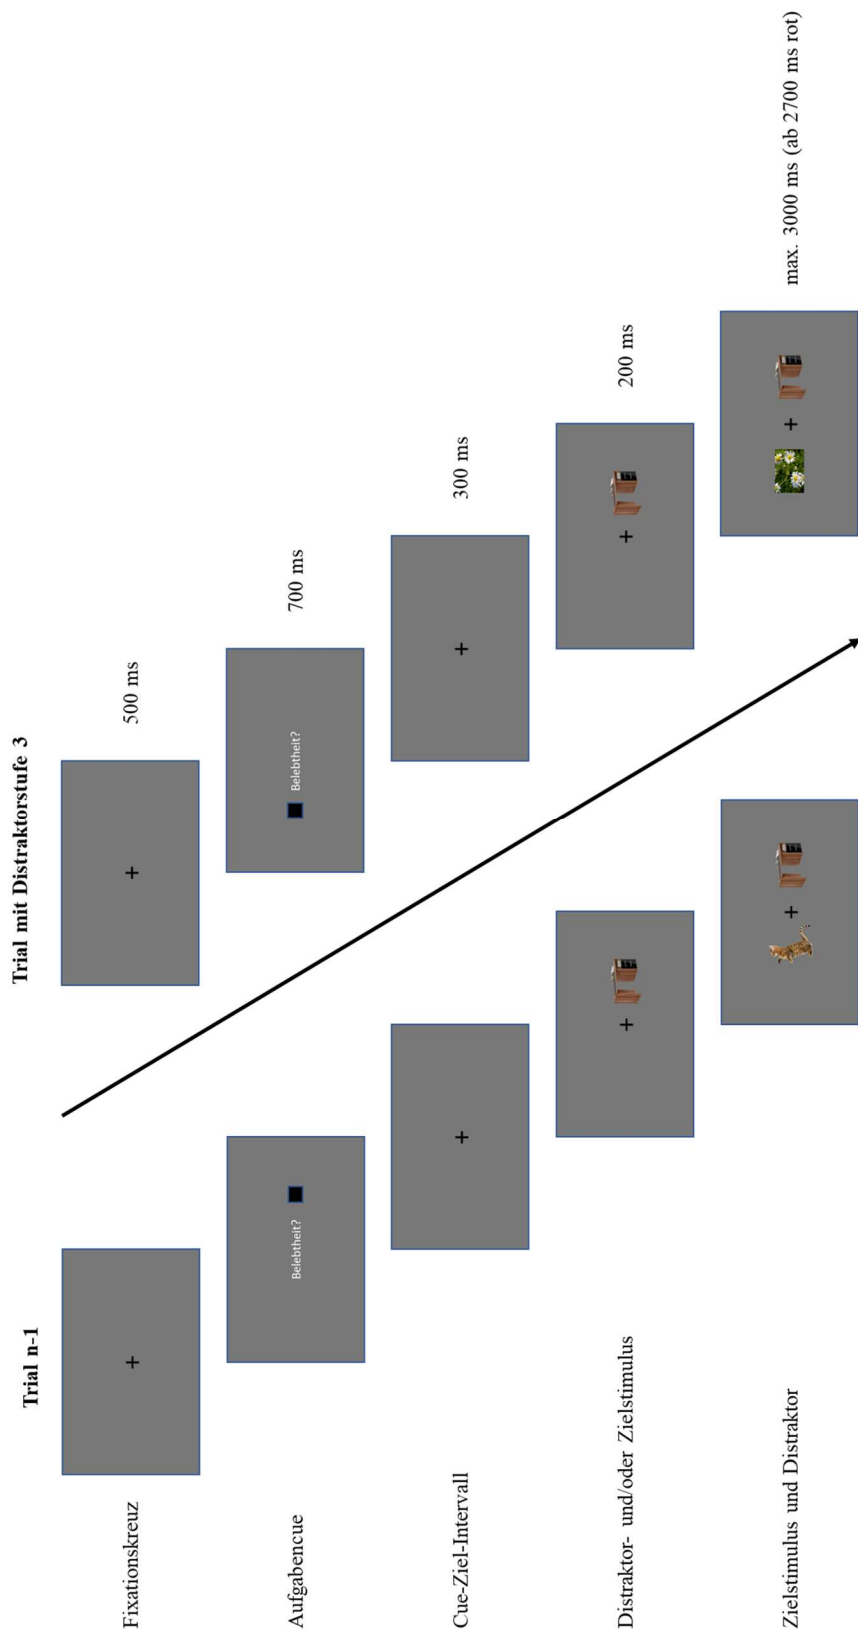 Trial n-1
Trial mit Distraktorstufe 3
Fixationskreuz
+
+
500 ms
Aufgabencue
Belebtheit?
Belebtheit?
700 ms
Cue-Ziel-Intervall
+
+
300 ms
Distraktor- und/oder Zielstimulus
+
+
200 ms
Zielstimulus und Distraktor
+
+
max. 3000 ms (ab 2700 ms rot)